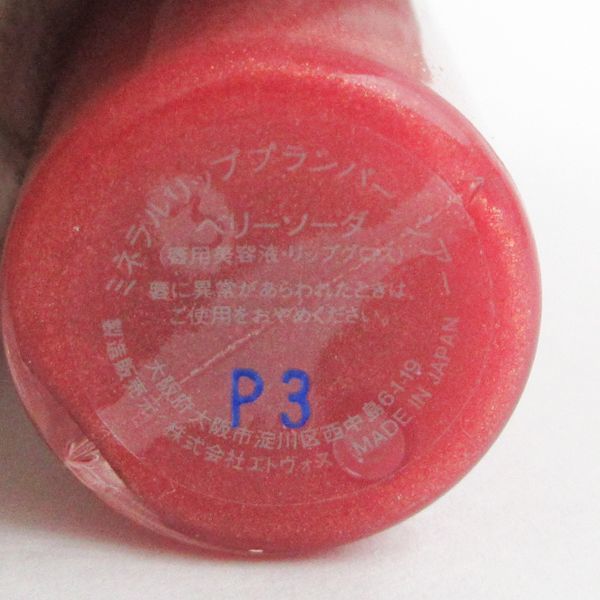 ミネラルリッププランパー シアー
ベリーソーダ
(唇用美容液・リップグロス)
唇に異常があらわれたときは、
ご使用をおやめください。
P3
製造販売元 株式会社エトヴォス
大阪府大阪市淀川区西中島6-1-19
MADE IN JAPAN